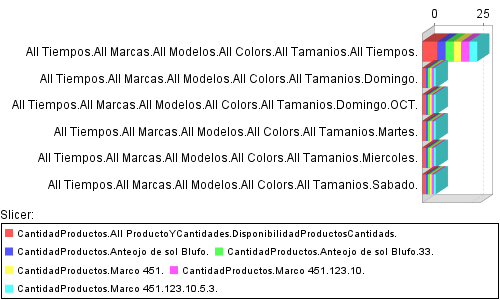 0 25
All Tiempos.All Marcas.All Modelos.All Colors.All Tamanios.All Tiempos.
All Tiempos.All Marcas.All Modelos.All Colors.All Tamanios.Domingo.
All Tiempos.All Marcas.All Modelos.All Colors.All Tamanios.Domingo.OCT.
All Tiempos.All Marcas.All Modelos.All Colors.All Tamanios.Martes.
All Tiempos.All Marcas.All Modelos.All Colors.All Tamanios.Miercoles.
All Tiempos.All Marcas.All Modelos.All Colors.All Tamanios.Sabado.
Slicer:
CantidadProductos.All ProductoYCantidades.DisponibilidadProductosCantidads.
CantidadProductos.Anteojo de sol Blufo. CantidadProductos.Anteojo de sol Blufo.33.
CantidadProductos.Marco 451. CantidadProductos.Marco 451.123.10.
CantidadProductos.Marco 451.123.10.5.3.